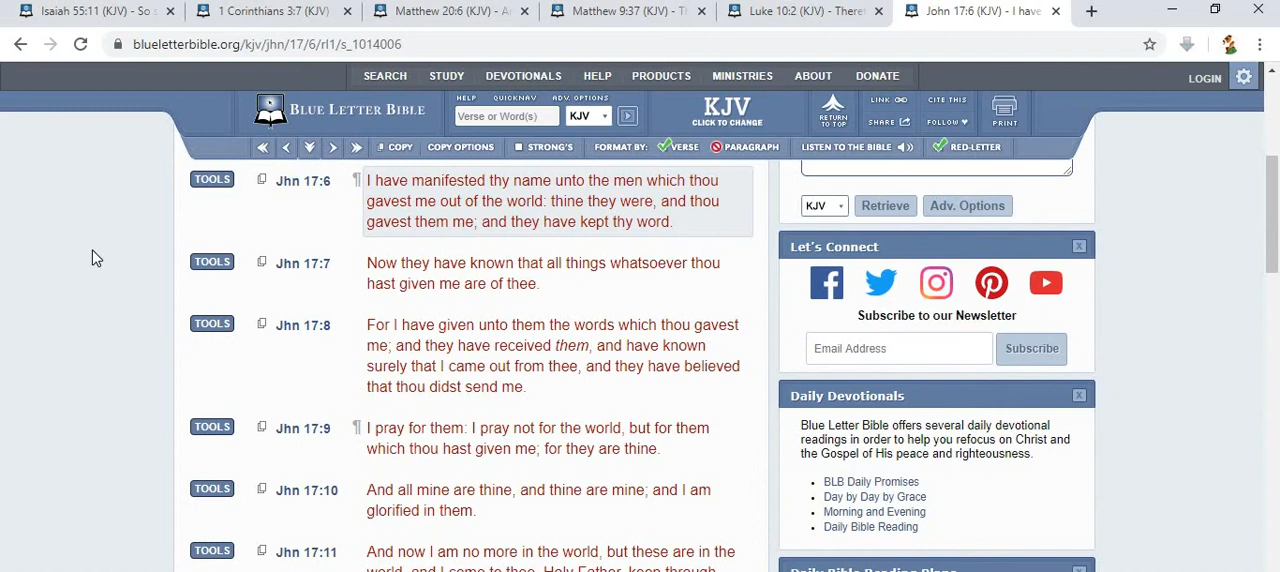 Isaiah 55:11 (KJV) - So s
1 Corinthians 3:7 (KJV)
Matthew 20:6 (KJV) - A
Matthew 9:37 (KJV) - T
Luke 10:2 (KJV) - Theref
John 17:6 (KJV) - I have
blueletterbible.org/kjv/jhn/17/6/rl1/s_1014006
SEARCH STUDY DEVOTIONALS HELP PRODUCTS MINISTRIES ABOUT DONATE LOGIN
BLUE LETTER BIBLE
HELP QUICKNAV ADV. OPTIONS
Verse or Word(s) KJV
KJV
CLICK TO CHANGE
RETURN
TO TOP
LINK CITE THIS
SHARE FOLLOW
PRINT
COPY COPY OPTIONS STRONG'S FORMAT BY: VERSE PARAGRAPH LISTEN TO THE BIBLE RED-LETTER
TOOLS Jhn 17:6 ¶ I have manifested thy name unto the men which thou
gavest me out of the world: thine they were, and thou
gavest them me; and they have kept thy word.
TOOLS Jhn 17:7 Now they have known that all things whatsoever thou
hast given me are of thee.
TOOLS Jhn 17:8 For I have given unto them the words which thou gavest
me; and they have received them, and have known
surely that I came out from thee, and they have believed
that thou didst send me.
TOOLS Jhn 17:9 ¶ I pray for them: I pray not for the world, but for them
which thou hast given me; for they are thine.
TOOLS Jhn 17:10 And all mine are thine, and thine are mine; and I am
glorified in them.
TOOLS Jhn 17:11 And now I am no more in the world, but these are in the
world, and I come to thee. Holy Father, keep through
KJV Retrieve Adv. Options
Let's Connect x
Subscribe to our Newsletter
Email Address Subscribe
Daily Devotionals x
Blue Letter Bible offers several daily devotional
readings in order to help you refocus on Christ and
the Gospel of His peace and righteousness.
BLB Daily Promises
Day by Day by Grace
Morning and Evening
Daily Bible Reading
Daily Bible Reading Plans